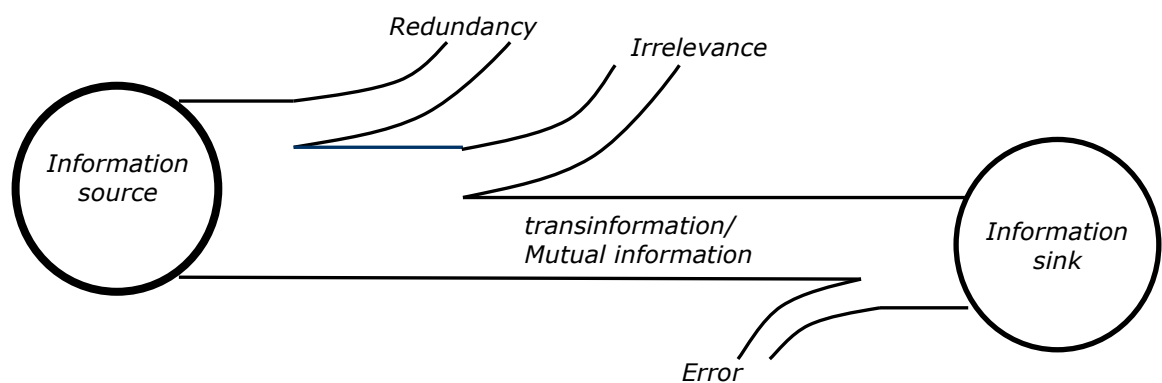 Redundancy
Irrelevance
Information
source
transinformation/
Mutual information
Information
sink
Error